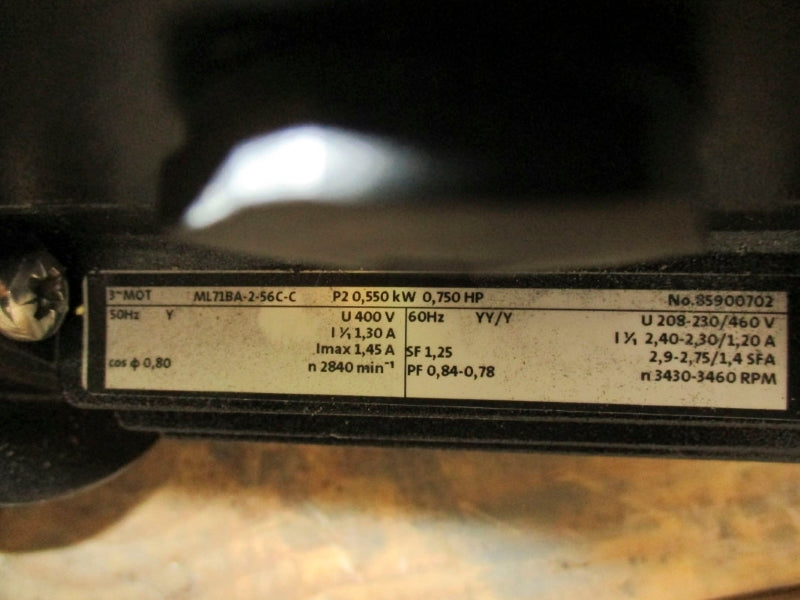 3~MOT ML71BA-2-56C-C P2 0,550 kW 0,750 HP No.85900702
50Hz Y U 400 V
I 1/1 1,30 A
Imax 1,45 A
cos φ 0,80 n 2840 min⁻¹
60Hz YY/Y U 208-230/460 V
I 1/1 2,40-2,30/1,20 A
SF 1,25 2,9-2,75/1,4 SFA
PF 0,84-0,78 n 3430-3460 RPM